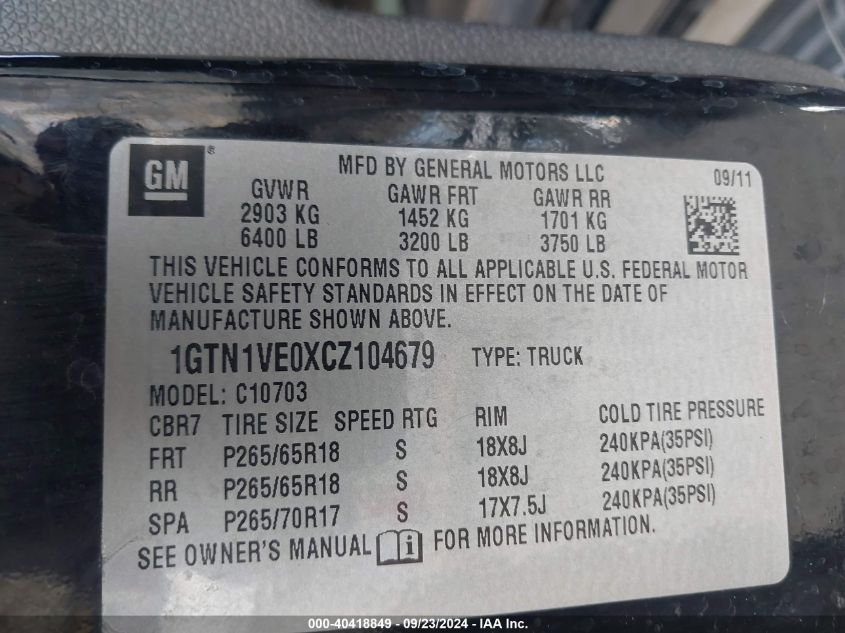 GM®
MFD BY GENERAL MOTORS LLC 09/11
GVWR GAWR FRT GAWR RR
2903 KG 1452 KG 1701 KG
6400 LB 3200 LB 3750 LB
THIS VEHICLE CONFORMS TO ALL APPLICABLE U.S. FEDERAL MOTOR
VEHICLE SAFETY STANDARDS IN EFFECT ON THE DATE OF
MANUFACTURE SHOWN ABOVE.
1GTN1VE0XCZ104679 TYPE: TRUCK
MODEL: C10703
CBR7 TIRE SIZE SPEED RTG RIM COLD TIRE PRESSURE
FRT P265/65R18 S 18X8J 240KPA(35PSI)
RR P265/65R18 S 18X8J 240KPA(35PSI)
SPA P265/70R17 S 17X7.5J 240KPA(35PSI)
SEE OWNER'S MANUAL i FOR MORE INFORMATION.
000-40418849 - 09/23/2024 - IAA Inc.